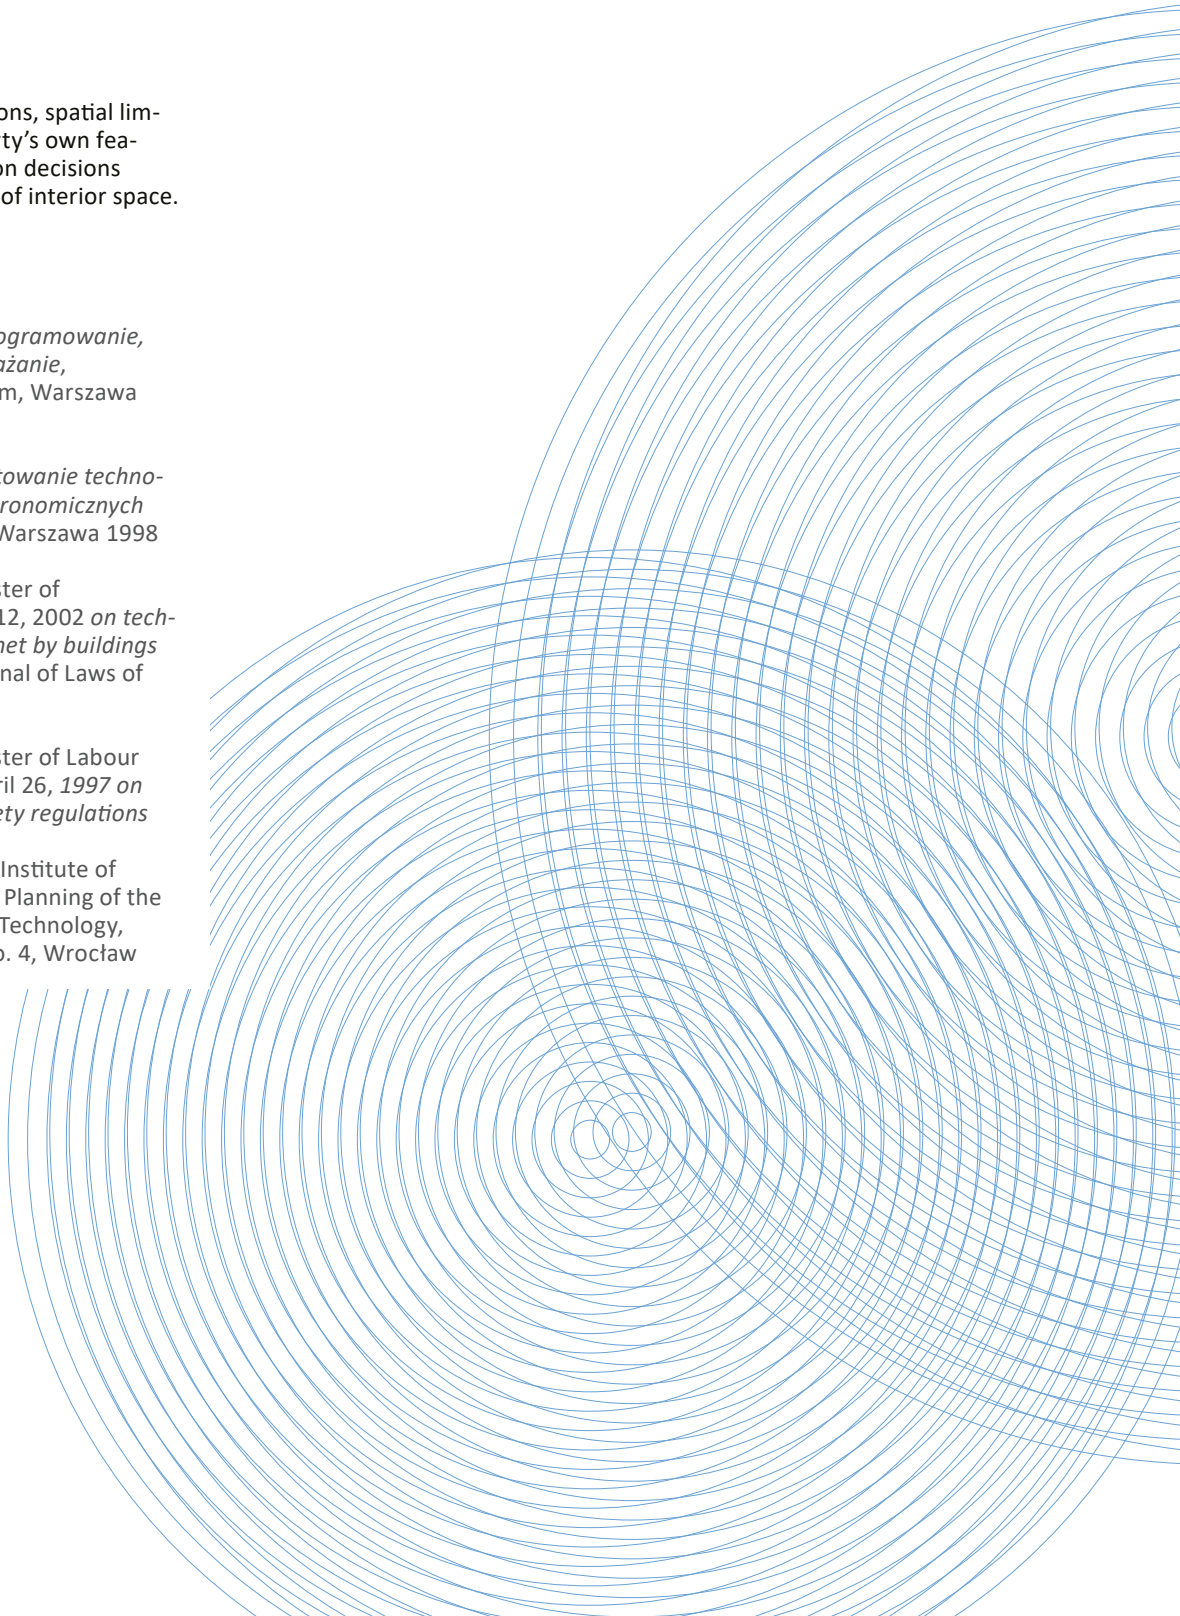 ons, spatial lim-
ty's own fea-
on decisions
of interior space.
ogramowanie,
ażanie,
m, Warszawa
towanie techno-
ronomicznych
Warszawa 1998
ster of
12, 2002 on tech-
net by buildings
nal of Laws of
ster of Labour
ril 26, 1997 on
ety regulations
Institute of
Planning of the
Technology,
o. 4, Wrocław